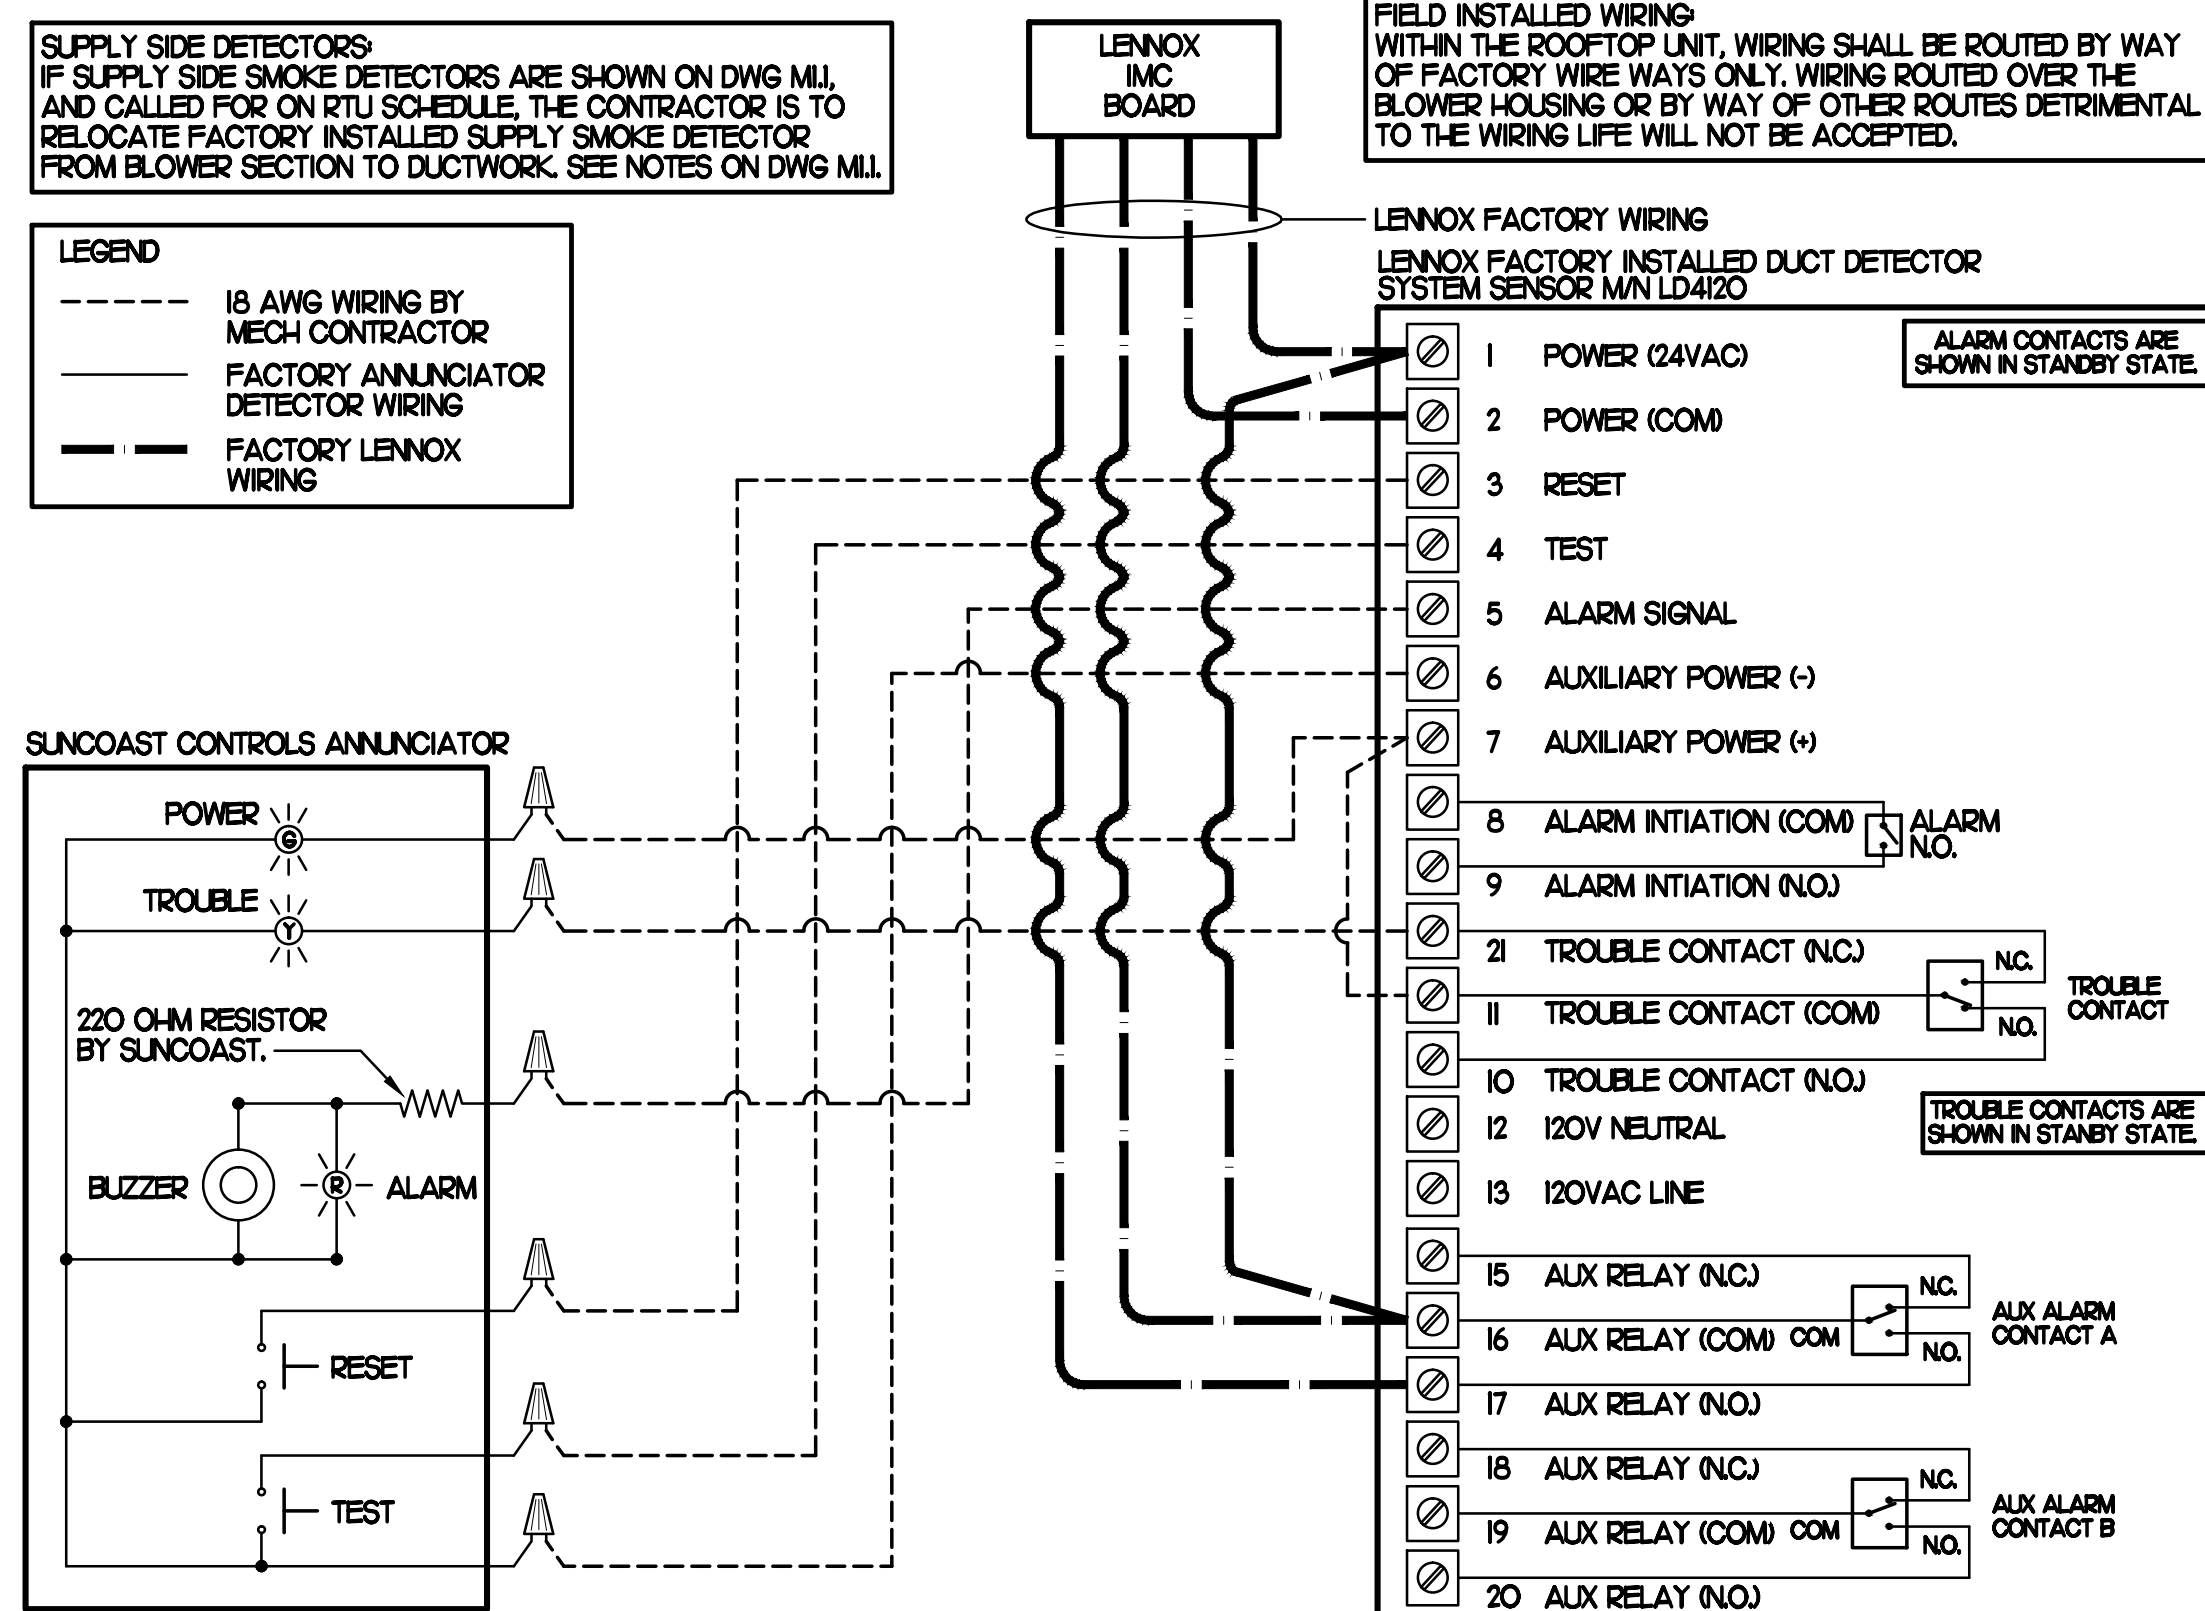 SUPPLY SIDE DETECTORS:
IF SUPPLY SIDE SMOKE DETECTORS ARE SHOWN ON DWG M1.1,
AND CALLED FOR ON RTU SCHEDULE, THE CONTRACTOR IS TO
RELOCATE FACTORY INSTALLED SUPPLY SMOKE DETECTOR
FROM BLOWER SECTION TO DUCTWORK. SEE NOTES ON DWG M1.1.
LENNOX
IMC
BOARD
FIELD INSTALLED WIRING:
WITHIN THE ROOFTOP UNIT, WIRING SHALL BE ROUTED BY WAY
OF FACTORY WIRE WAYS ONLY. WIRING ROUTED OVER THE
BLOWER HOUSING OR BY WAY OF OTHER ROUTES DETRIMENTAL
TO THE WIRING LIFE WILL NOT BE ACCEPTED.
LEGEND
18 AWG WIRING BY
MECH CONTRACTOR
FACTORY ANNUNCIATOR
DETECTOR WIRING
FACTORY LENNOX
WIRING
LENNOX FACTORY WIRING
LENNOX FACTORY INSTALLED DUCT DETECTOR
SYSTEM SENSOR M/N LD4120
ALARM CONTACTS ARE
SHOWN IN STANDBY STATE.
1 POWER (24VAC)
2 POWER (COM)
3 RESET
4 TEST
5 ALARM SIGNAL
6 AUXILIARY POWER (-)
7 AUXILIARY POWER (+)
8 ALARM INTIATION (COM)
ALARM
N.O.
9 ALARM INTIATION (N.O.)
21 TROUBLE CONTACT (N.C.)
N.C.
TROUBLE
CONTACT
11 TROUBLE CONTACT (COM)
N.O.
10 TROUBLE CONTACT (N.O.)
TROUBLE CONTACTS ARE
SHOWN IN STANBY STATE.
12 120V NEUTRAL
13 120VAC LINE
15 AUX RELAY (N.C.)
N.C.
AUX ALARM
CONTACT A
16 AUX RELAY (COM) COM
N.O.
17 AUX RELAY (N.O.)
18 AUX RELAY (N.C.)
N.C.
AUX ALARM
CONTACT B
19 AUX RELAY (COM) COM
N.O.
20 AUX RELAY (N.O.)
SUNCOAST CONTROLS ANNUNCIATOR
POWER
G
TROUBLE
Y
220 OHM RESISTOR
BY SUNCOAST.
BUZZER
R
ALARM
RESET
TEST